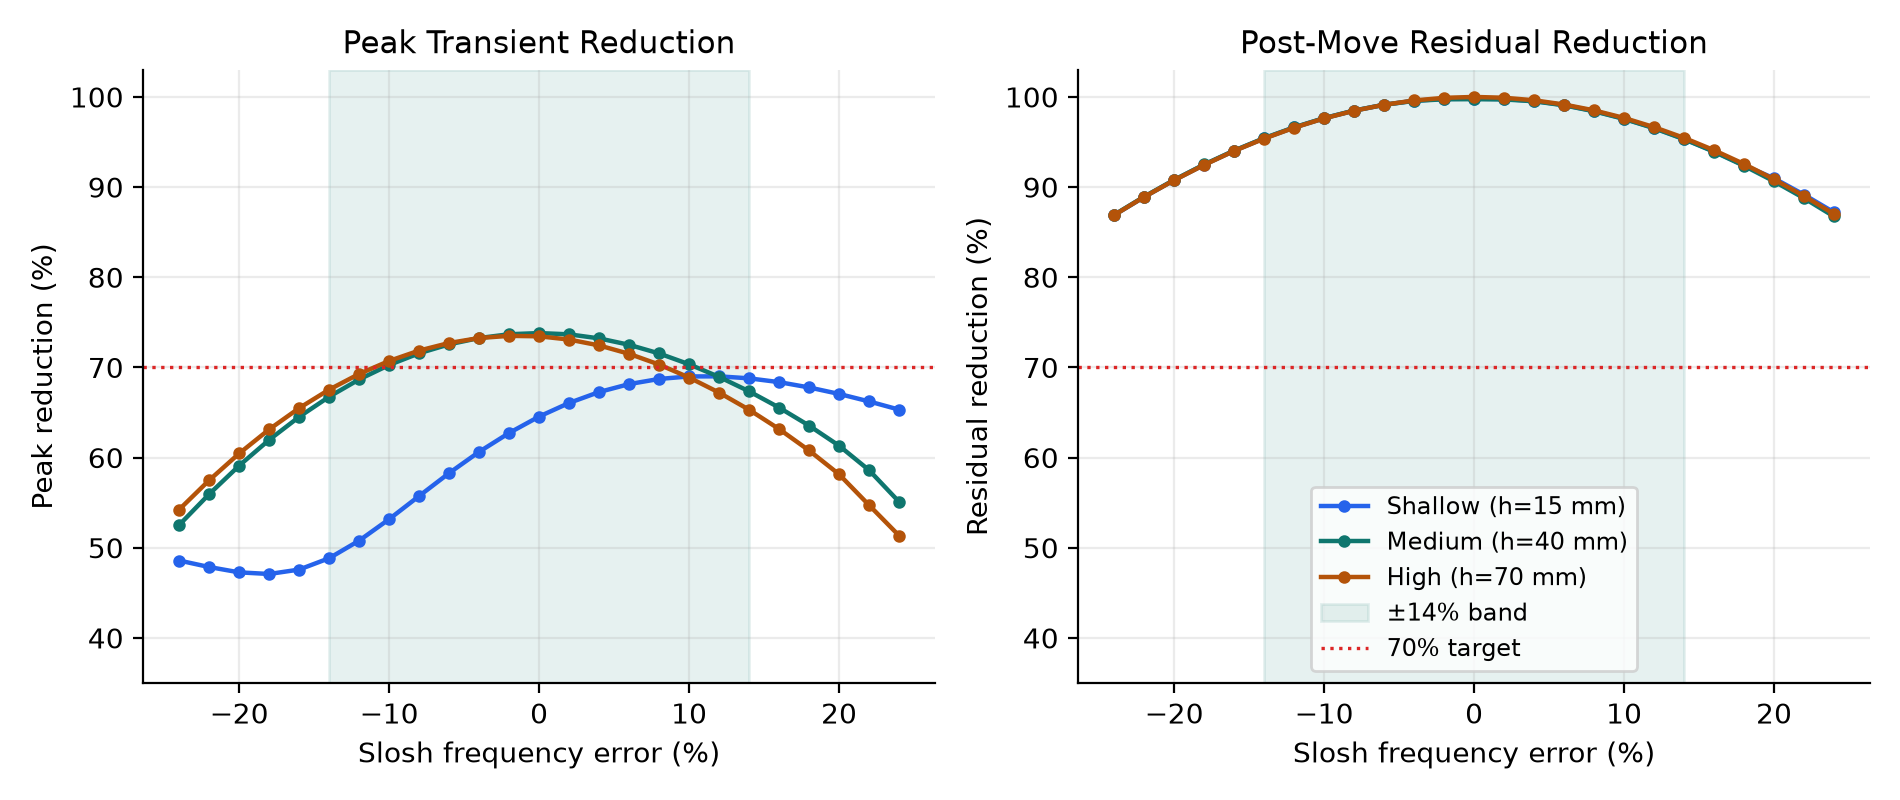 Peak Transient Reduction
100
90
80
70
60
50
40
Peak reduction (%)
−20
−10
0
10
20
Slosh frequency error (%)
Post-Move Residual Reduction
100
90
80
70
60
50
40
Residual reduction (%)
Shallow (h=15 mm)
Medium (h=40 mm)
High (h=70 mm)
±14% band
70% target
−20
−10
0
10
20
Slosh frequency error (%)